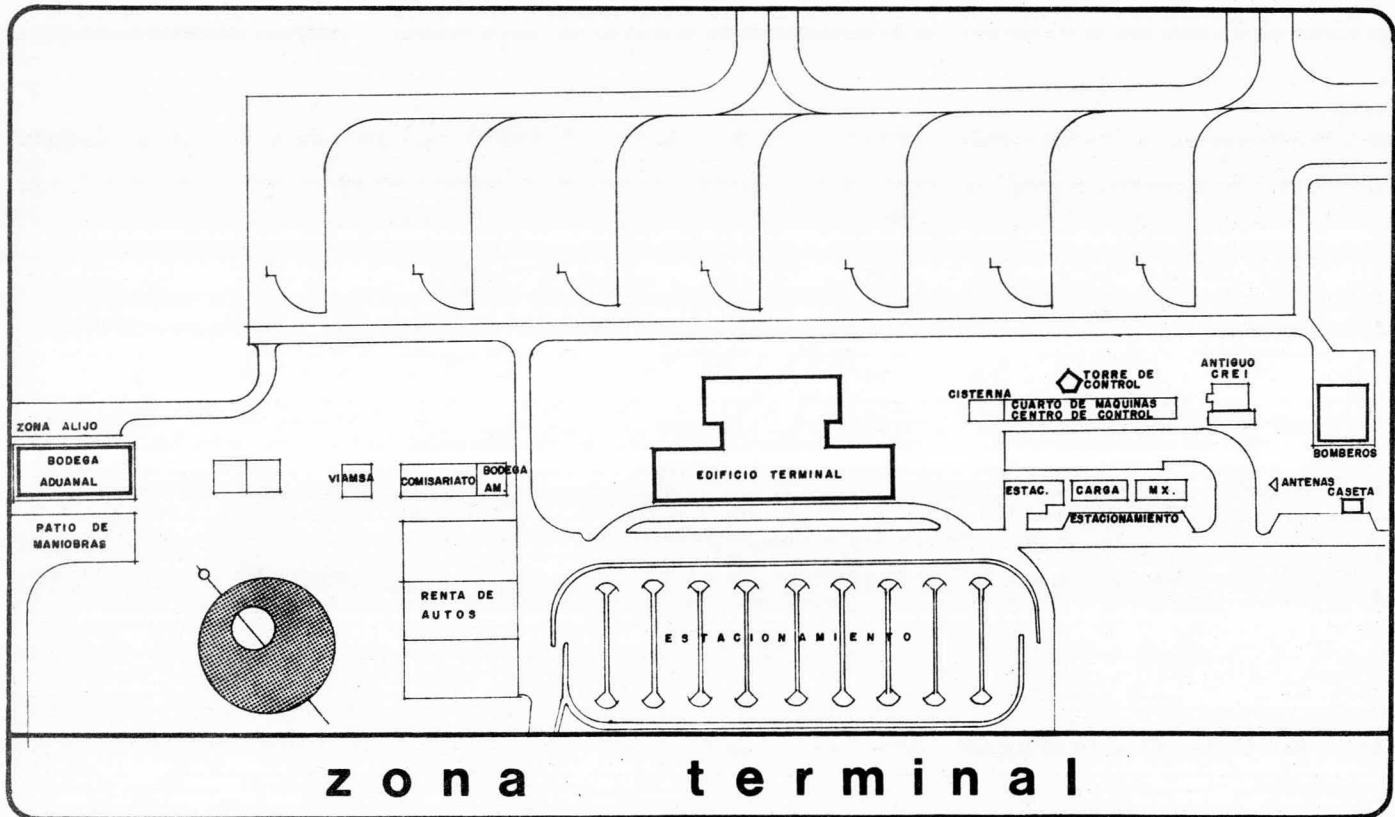 TORRE DE
CONTROL
ANTIGUO
CREI
CISTERNA
CUARTO DE MAQUINAS
CENTRO DE CONTROL
ZONA ALIJO
BODEGA
ADUANAL
VIAMSA
COMISARIATO
BODEGA
AM.
EDIFICIO TERMINAL
BOMBEROS
ESTAC.
CARGA
MX.
ANTENAS
CASETA
ESTACIONAMIENTO
PATIO DE
MANIOBRAS
RENTA DE
AUTOS
ESTACIONAMIENTO
zona terminal